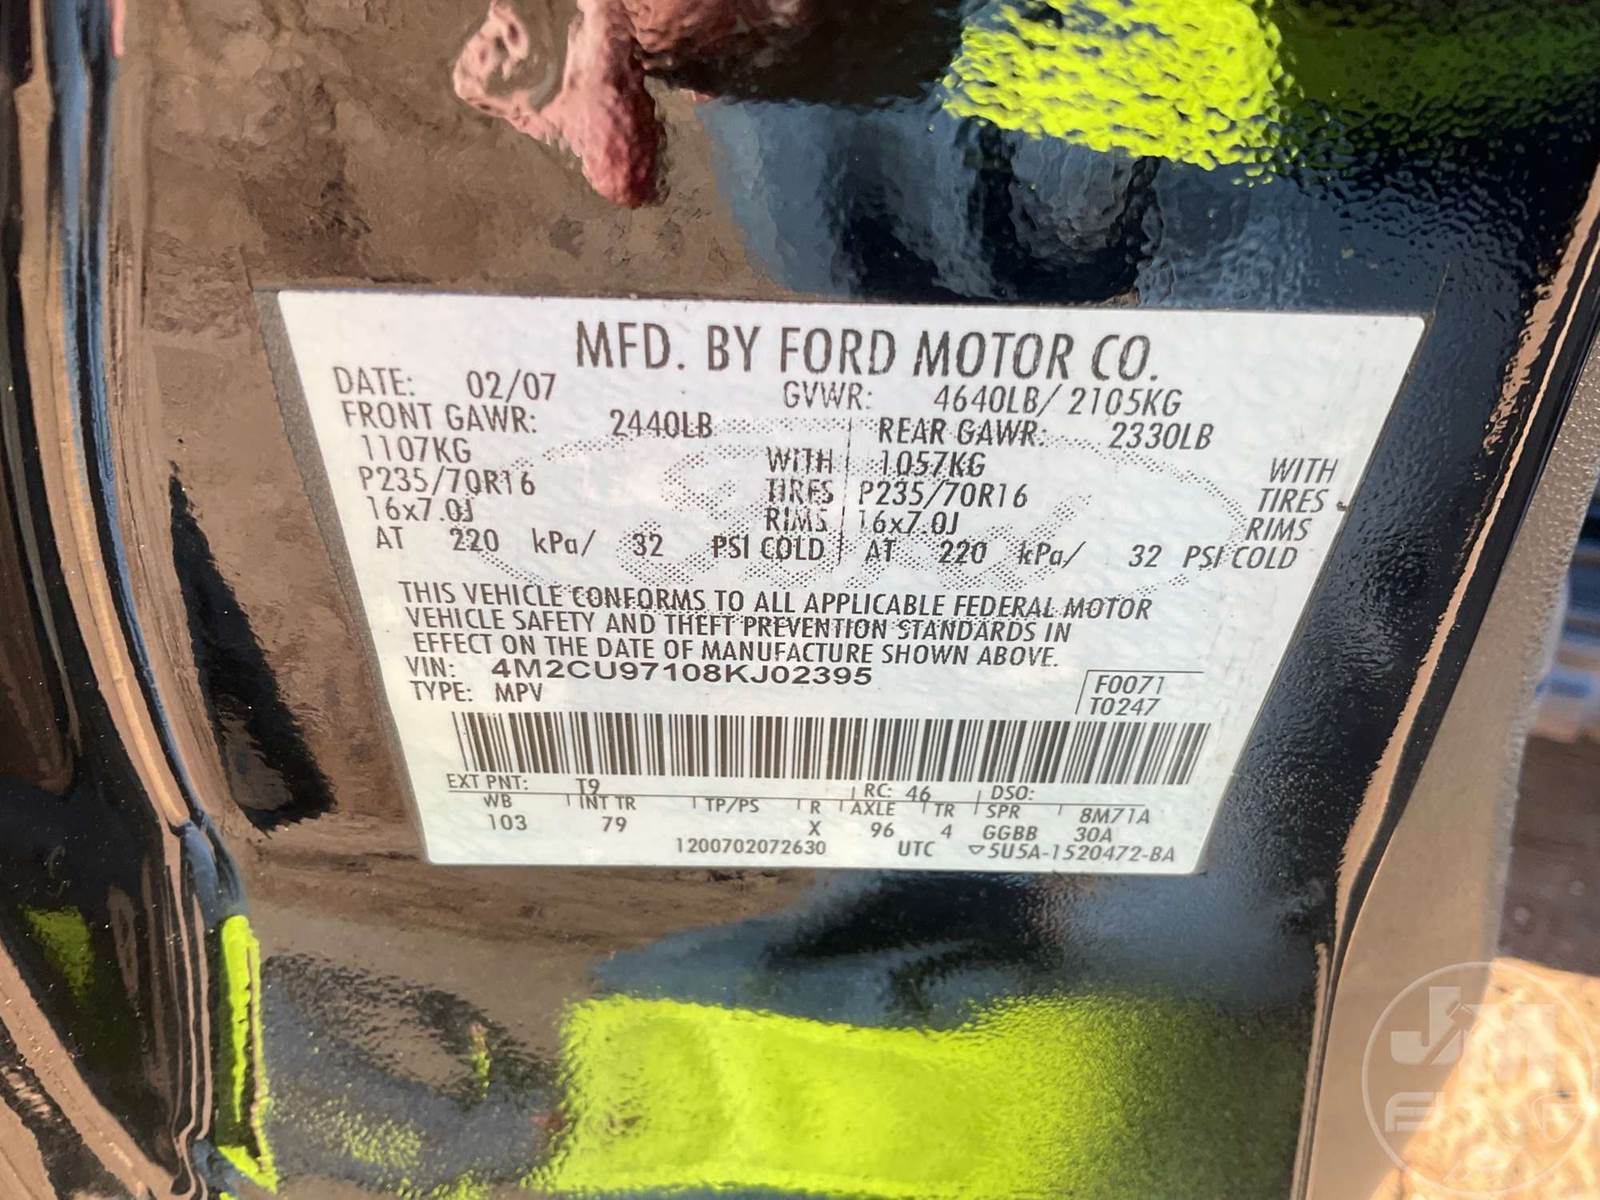 MFD. BY FORD MOTOR CO.
DATE: 02/07 GVWR: 4640LB/ 2105KG
FRONT GAWR: 2440LB REAR GAWR: 2330LB
1107KG WITH 1057KG WITH
P235/70R16 TIRES P235/70R16 TIRES
16x7.0J RIMS 16x7.0J RIMS
AT 220 kPa/ 32 PSI COLD AT 220 kPa/ 32 PSI COLD
THIS VEHICLE CONFORMS TO ALL APPLICABLE FEDERAL MOTOR
VEHICLE SAFETY AND THEFT PREVENTION STANDARDS IN
EFFECT ON THE DATE OF MANUFACTURE SHOWN ABOVE.
VIN: 4M2CU97108KJ02395
TYPE: MPV
F0071
T0247
EXT PNT: T9 RC: 46 DSO:
WB INT TR TP/PS R AXLE TR SPR 8M71A
103 79 X 96 4 GGBB 30A
1200702072630 UTC ▽5U5A-1520472-BA
JM